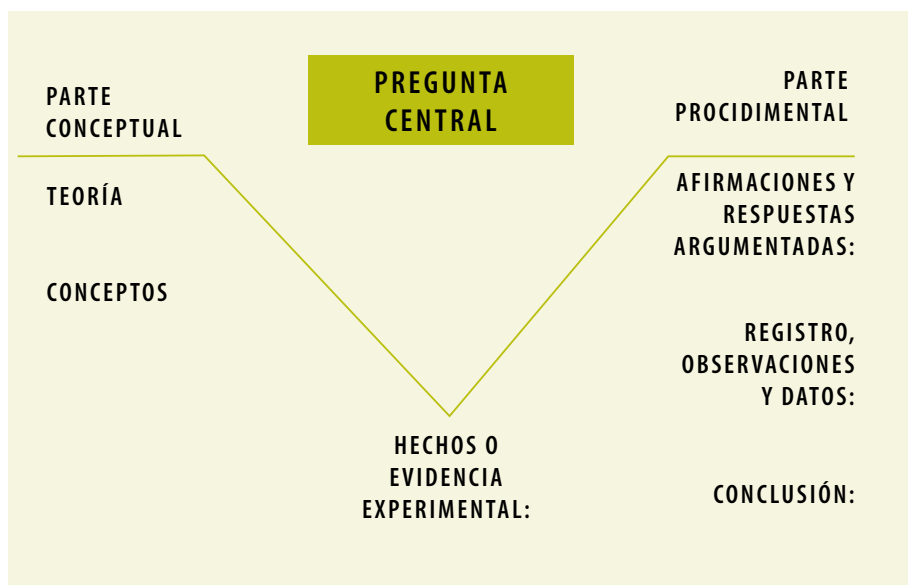 PARTE
CONCEPTUAL
TEORÍA
CONCEPTOS
PREGUNTA
CENTRAL
HECHOS O
EVIDENCIA
EXPERIMENTAL:
PARTE
PROCIDIMENTAL
AFIRMACIONES Y
RESPUESTAS
ARGUMENTADAS:
REGISTRO,
OBSERVACIONES
Y DATOS:
CONCLUSIÓN: